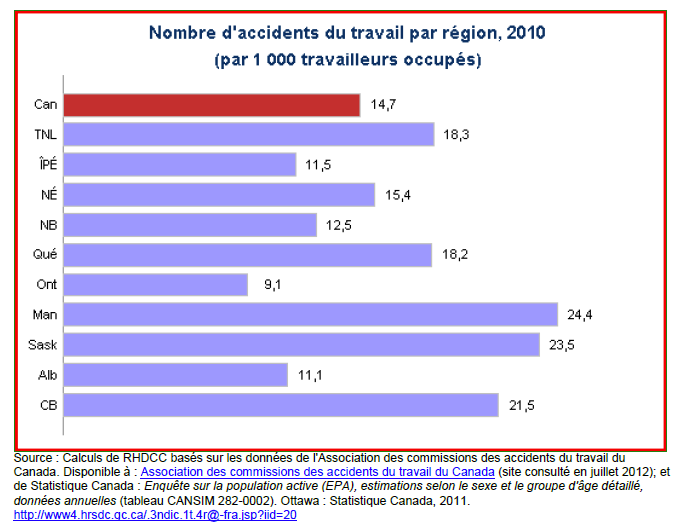 Nombre d'accidents du travail par région, 2010
(par 1 000 travailleurs occupés)
Can 14,7
TNL 18,3
ÎPÉ 11,5
NÉ 15,4
NB 12,5
Qué 18,2
Ont 9,1
Man 24,4
Sask 23,5
Alb 11,1
CB 21,5
Source : Calculs de RHDCC basés sur les données de l'Association des commissions des accidents du travail du
Canada. Disponible à : Association des commissions des accidents du travail du Canada (site consulté en juillet 2012); et
de Statistique Canada : Enquête sur la population active (EPA), estimations selon le sexe et le groupe d'âge détaillé,
données annuelles (tableau CANSIM 282-0002). Ottawa : Statistique Canada, 2011.
http://www4.hrsdc.gc.ca/.3ndic.1t.4r@-fra.jsp?iid=20